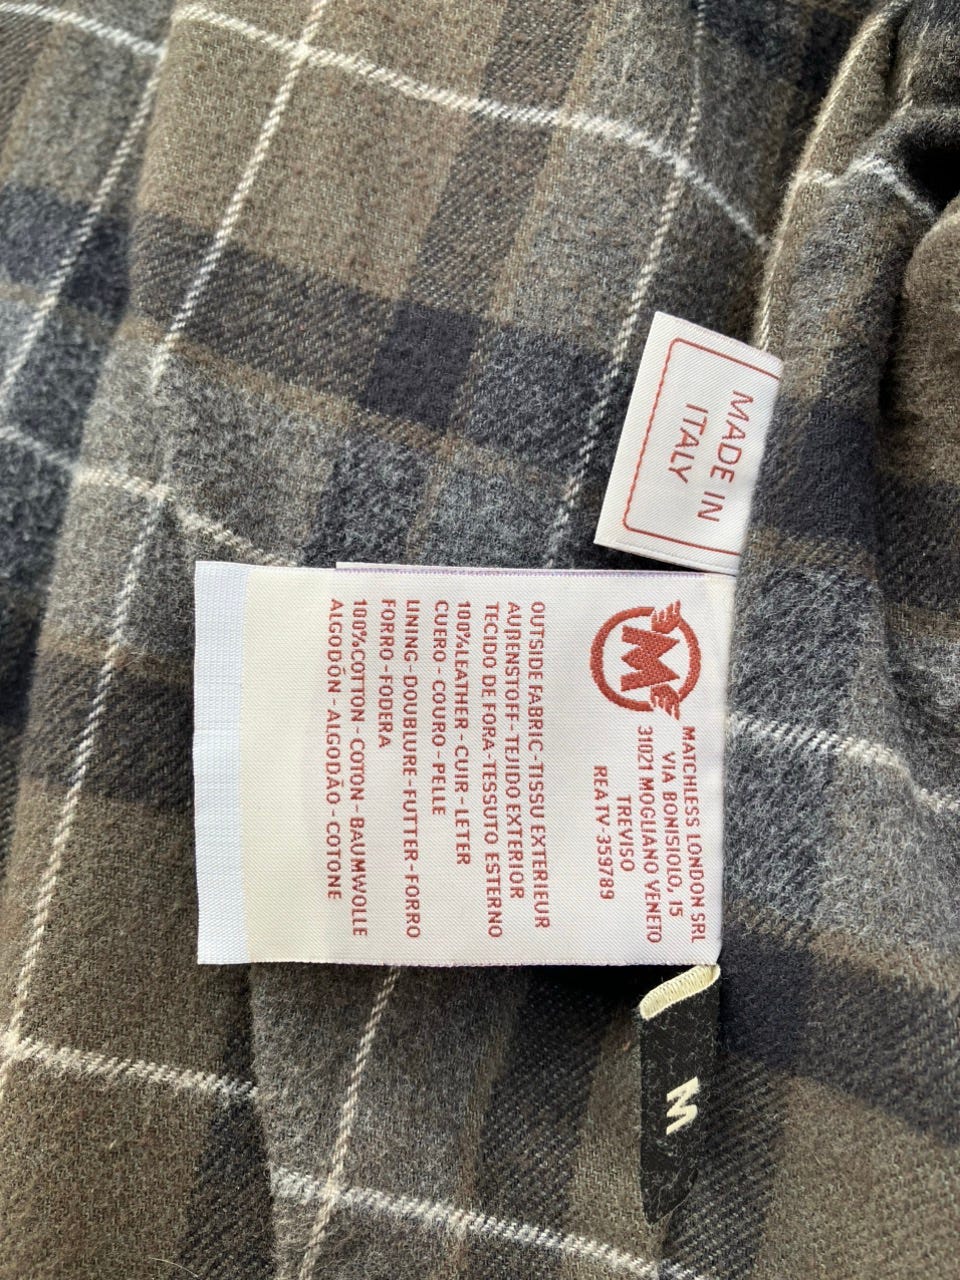 MADE IN
ITALY
M
MATCHLESS LONDON SRL
VIA BONISIOLO, 15
31021 MOGLIANO VENETO
TREVISO
REA TV-359789
OUTSIDE FABRIC-TISSU EXTERIEUR
AUßENSTOFF-TEJIDO EXTERIOR
TECIDO DE FORA-TESSUTO ESTERNO
100%LEATHER-CUIR-LETER
CUERO-COURO-PELLE
LINING-DOUBLURE-FUTTER-FORRO
FORRO-FODERA
100%COTTON-COTON-BAUMWOLLE
ALGODÓN-ALGODÃO-COTONE
M